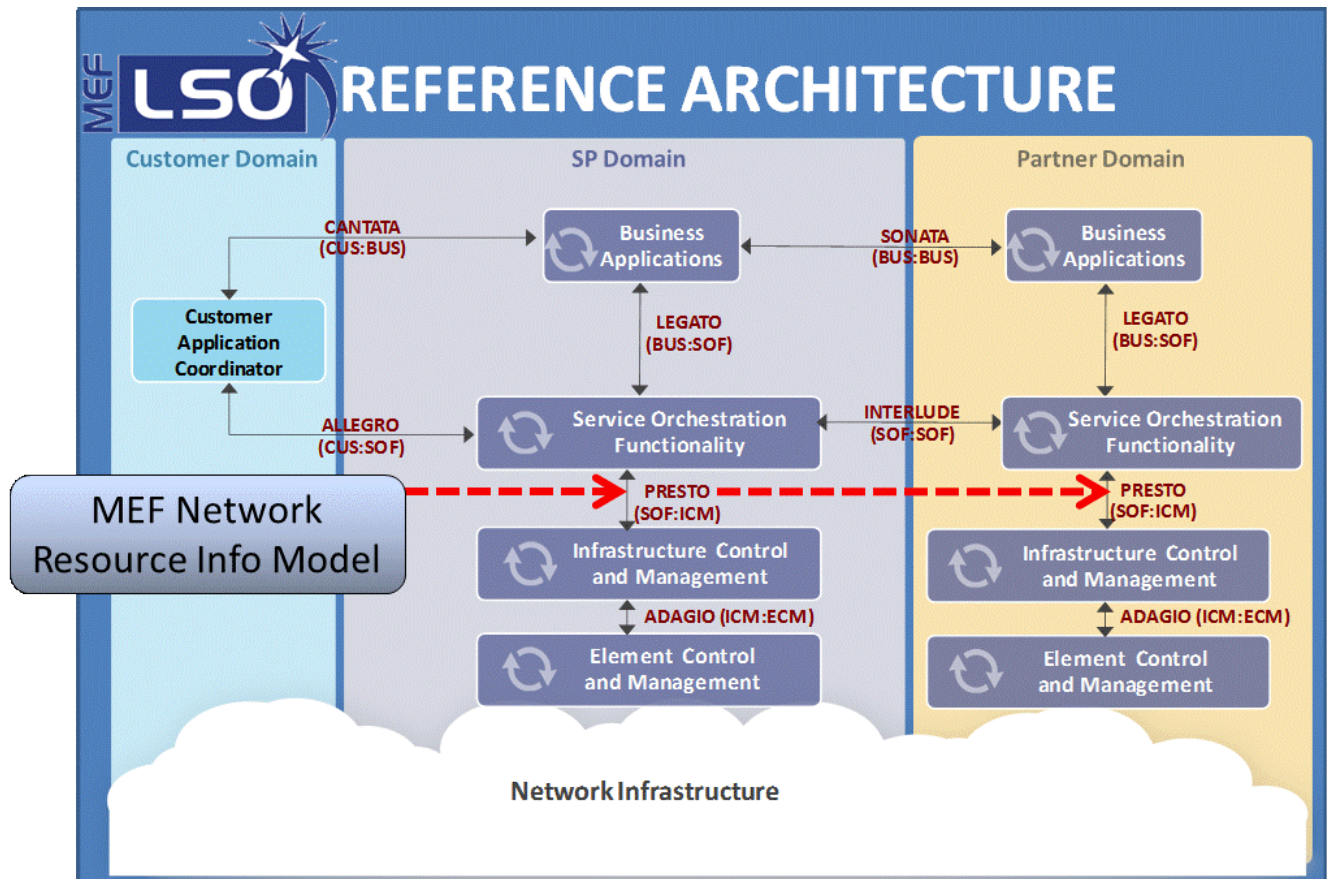 MEF
LSO
REFERENCE ARCHITECTURE
Customer Domain
SP Domain
Partner Domain
CANTATA
(CUS:BUS)
Business
Applications
SONATA
(BUS:BUS)
Business
Applications
Customer
Application
Coordinator
LEGATO
(BUS:SOF)
LEGATO
(BUS:SOF)
ALLEGRO
(CUS:SOF)
Service Orchestration
Functionality
INTERLUDE
(SOF:SOF)
Service Orchestration
Functionality
MEF Network
Resource Info Model
PRESTO
(SOF:ICM)
PRESTO
(SOF:ICM)
Infrastructure Control
and Management
Infrastructure Control
and Management
ADAGIO (ICM:ECM)
ADAGIO (ICM:ECM)
Element Control
and Management
Element Control
and Management
Network Infrastructure